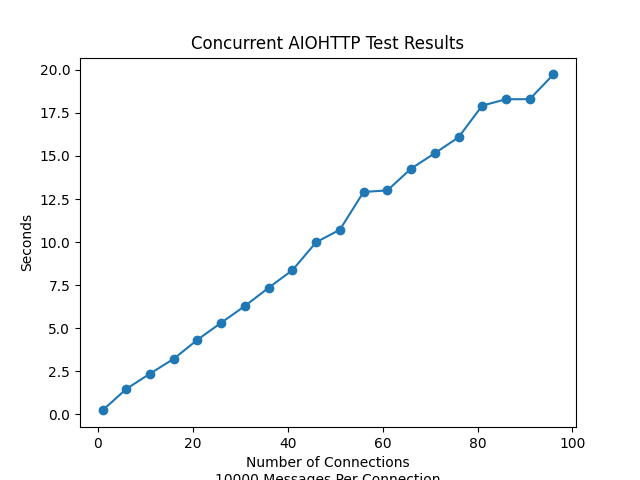 Concurrent AIOHTTP Test Results
20.0
17.5
15.0
12.5
10.0
7.5
5.0
2.5
0.0
Seconds
0 20 40 60 80 100
Number of Connections
10000 Messages Per Connection